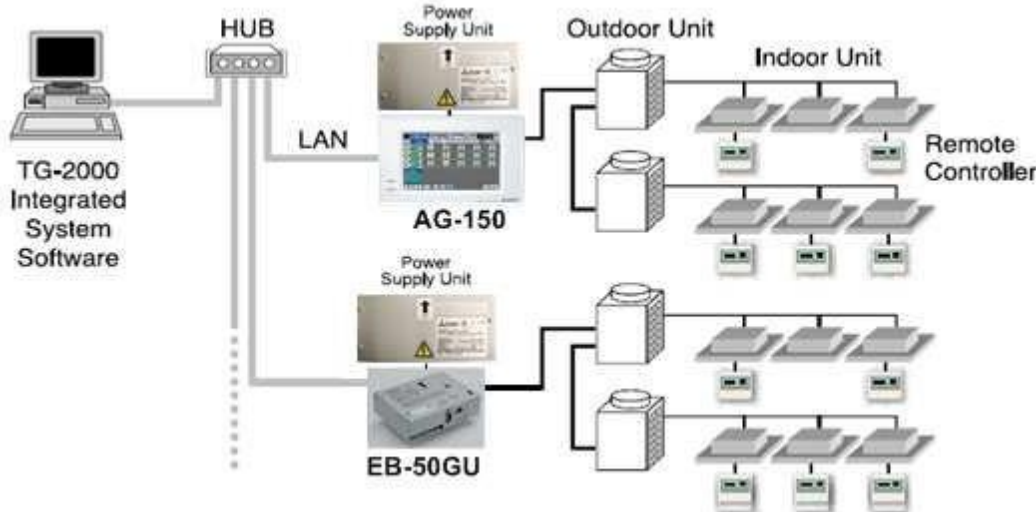 Power
Supply Unit
HUB
Outdoor Unit
Indoor Unit
LAN
Remote
Controller
TG-2000
Integrated
System
Software
AG-150
Power
Supply Unit
EB-50GU